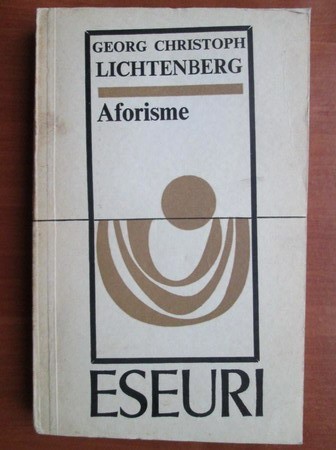 GEORG CHRISTOPH
LICHTENBERG
Aforisme
ESEURI